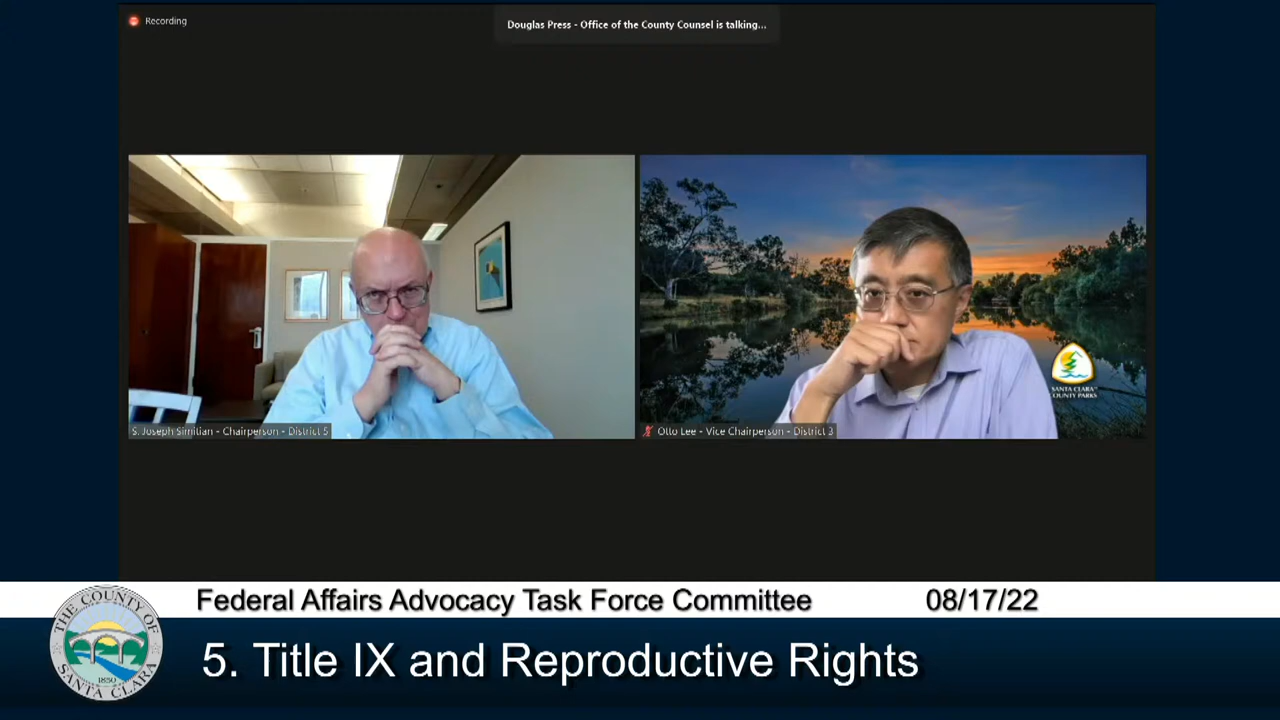 Recording
Douglas Press - Office of the County Counsel is talking...
S. Joseph Simitian - Chairperson - District 5
Otto Lee - Vice Chairperson - District 3
SANTA CLARA
COUNTY PARKS
Federal Affairs Advocacy Task Force Committee
08/17/22
THE COUNTY OF SANTA CLARA
1850
5. Title IX and Reproductive Rights